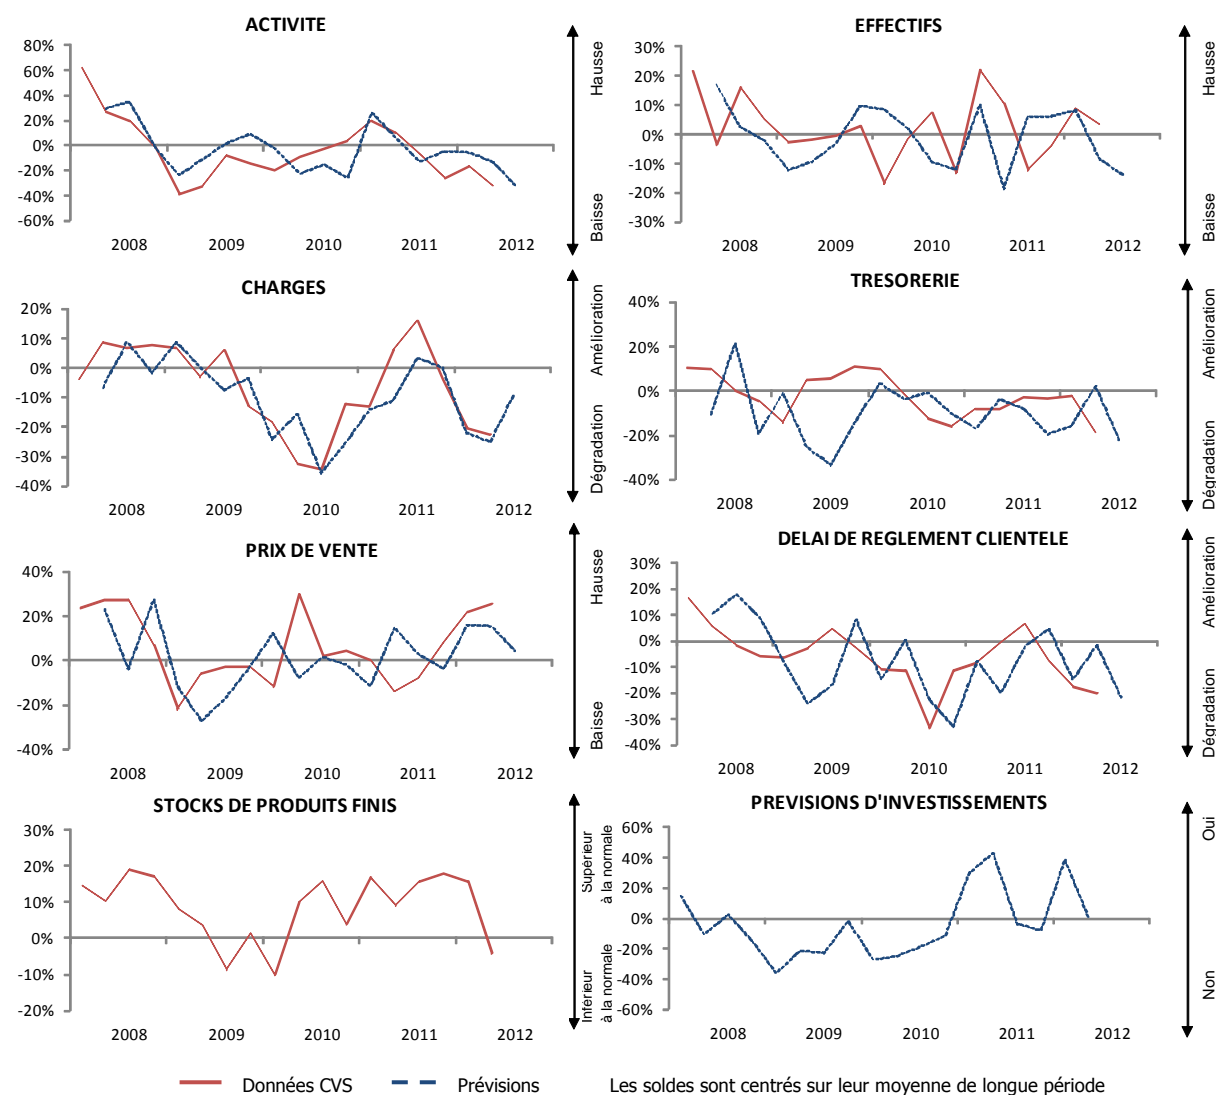 ACTIVITE
80%
60%
40%
20%
0%
-20%
-40%
-60%
2008 2009 2010 2011 2012
Hausse
Baisse
EFFECTIFS
30%
20%
10%
0%
-10%
-20%
-30%
2008 2009 2010 2011 2012
Hausse
Baisse
CHARGES
20%
10%
0%
-10%
-20%
-30%
-40%
2008 2009 2010 2011 2012
Amélioration
Dégradation
TRESORERIE
40%
20%
0%
-20%
-40%
2008 2009 2010 2011 2012
Amélioration
Dégradation
PRIX DE VENTE
40%
20%
0%
-20%
-40%
2008 2009 2010 2011 2012
Hausse
Baisse
DELAI DE REGLEMENT CLIENTELE
30%
20%
10%
0%
-10%
-20%
-30%
-40%
2008 2009 2010 2011 2012
Amélioration
Dégradation
STOCKS DE PRODUITS FINIS
30%
20%
10%
0%
-10%
-20%
2008 2009 2010 2011 2012
Supérieur
à la normale
Inférieur
à la normale
PREVISIONS D'INVESTISSEMENTS
60%
40%
20%
0%
-20%
-40%
-60%
2008 2009 2010 2011 2012
Oui
Non
Données CVS Prévisions Les soldes sont centrés sur leur moyenne de longue période